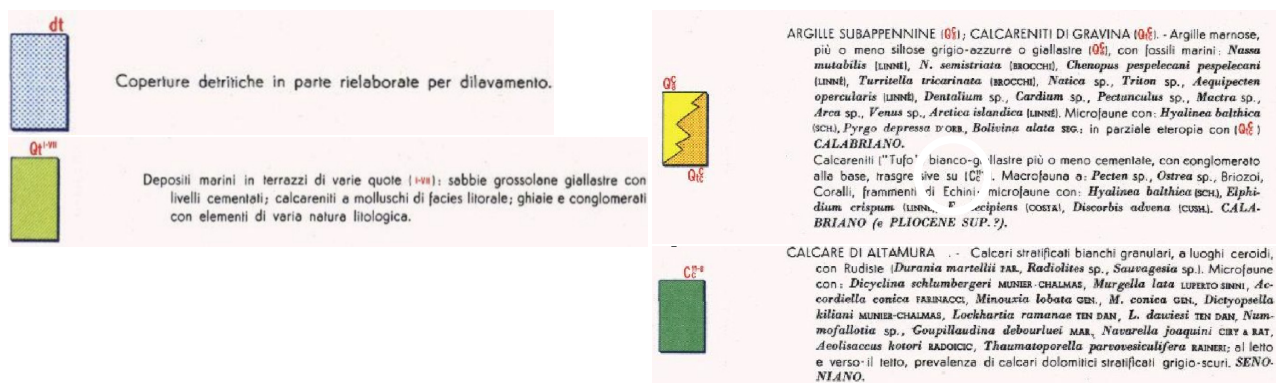 dt
Coperture detritiche in parte rielaborate per dilavamento.
Qt I-VII
Depositi marini in terrazzi di varie quote (I-VII): sabbie grossolane giallastre con
livelli cementati; calcareniti a molluschi di facies litorale; ghiaie e conglomerati
con elementi di varia natura litologica.
ARGILLE SUBAPPENNINE (); CALCARENITI DI GRAVINA (). - Argille marnose,
più o meno siltose grigio-azzurre o giallastre (), con fossili marini: Nassa
mutabilis (LINNÉ), N. semistriata (BROCCHI), Chenopus pespelecani pespelecani
(LINNÉ), Turritella tricarinata (BROCCHI), Natica sp., Triton sp., Aequipecten
opercularis (LINNÉ), Dentalium sp., Cardium sp., Pectunculus sp., Mactra sp.,
Arca sp., Venus sp., Arctica islandica (LINNÉ). Microfaune con: Hyalinea balthica
(SCH.), Pyrgo depressa D'ORB., Bolivina alata SEG.: in parziale eteropia con ()
CALABRIANO.
Calcareniti ("Tufo" bianco-g llastre più o meno cementate, con conglomerato
alla base, trasgre ive su . Macrofauna a: Pecten sp., Ostrea sp., Briozoi,
Coralli, frammenti di Echini microfaune con: Hyalinea balthica (SCH.), Elphi-
dium crispum (LINNÉ, ecipiens (COSTA), Discorbis advena (CUSH.). CALA-
BRIANO (e PLIOCENE SUP.?).
CALCARE DI ALTAMURA . - Calcari stratificati bianchi granulari, a luoghi ceroidi,
con Rudiste (Durania martellii PAR., Radiolites sp., Sauvagesia sp.). Microfaune
con: Dicyclina schlumbergeri MUNIER-CHALMAS, Murgella lata LUPERTO SINNI, Ac-
cordiella conica FARINACCI, Minouxia lobata GEN., M. conica GEN., Dictyopsella
kiliani MUNIER-CHALMAS, Lockhartia ramanae TEN DAN, L. dawiesi TEN DAN, Num-
mofallotia sp., Goupillaudina debourluei MAR., Navarella joaquini CIRY & RAT,
Aeolisaccus kotori RADOICIC, Thaumatoporella parvovesiculifera RAINERI; al letto
e verso il tetto, prevalenza di calcari dolomitici stratificati grigio-scuri. SENO-
NIANO.